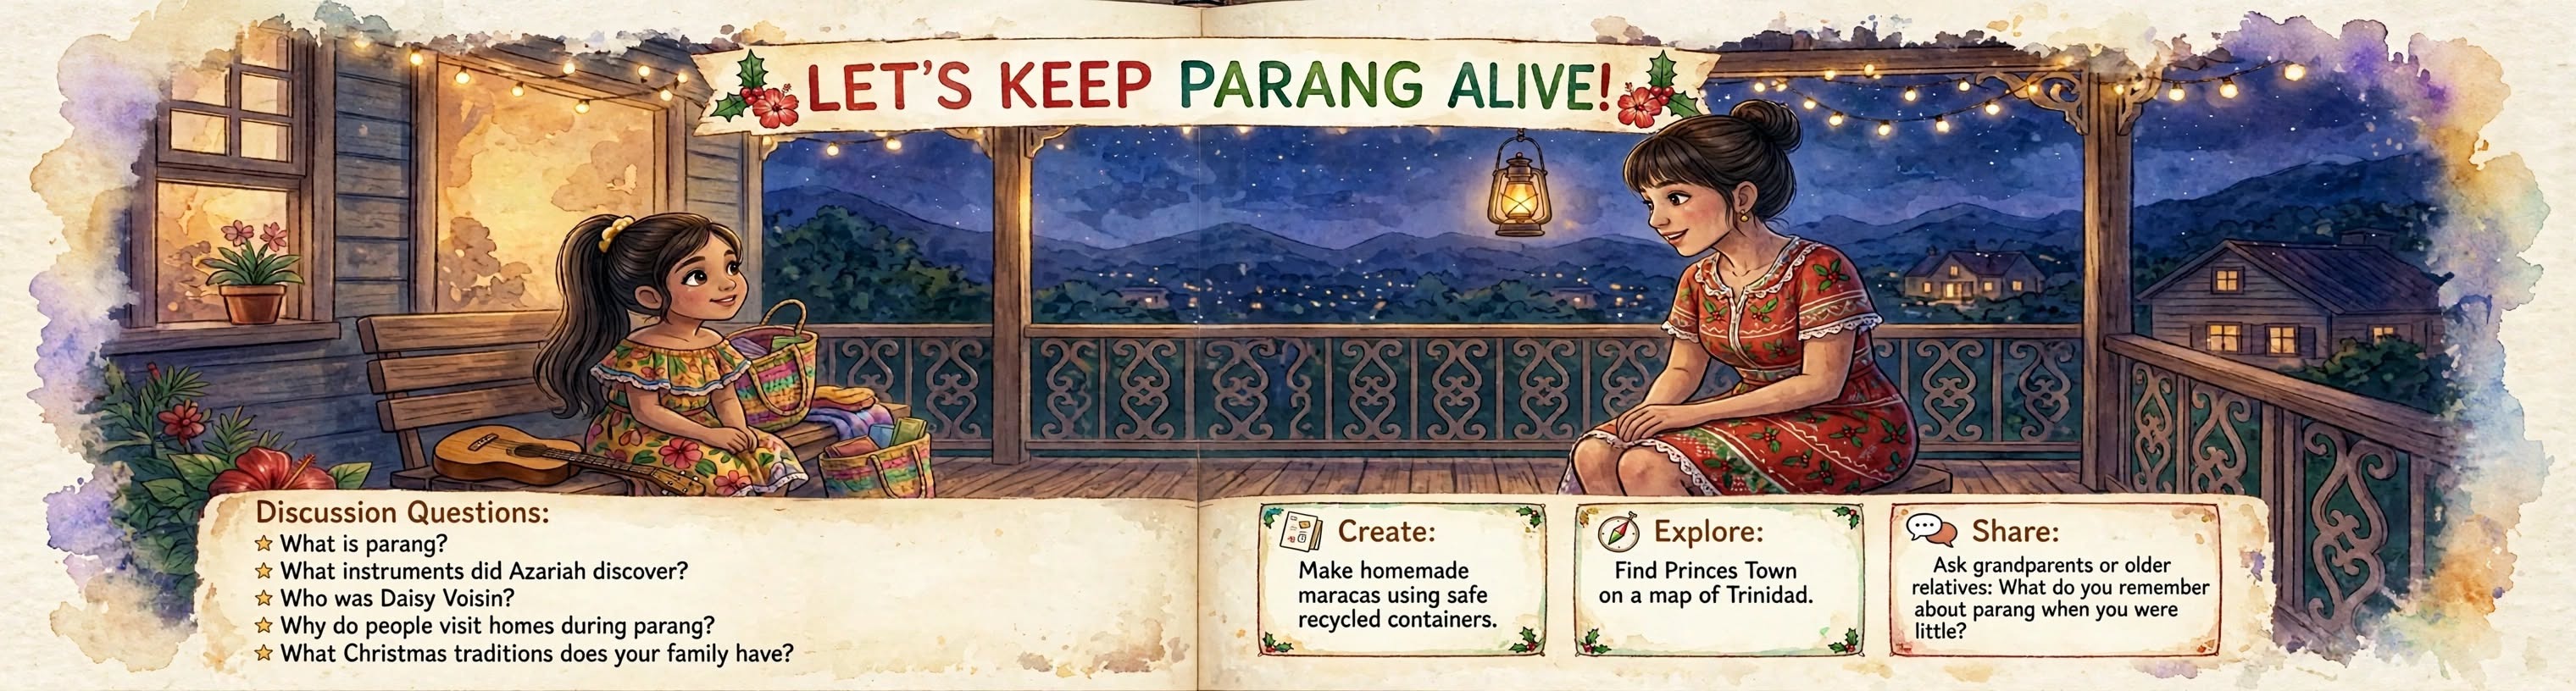 LET'S KEEP PARANG ALIVE!
Discussion Questions:
What is parang?
What instruments did Azariah discover?
Who was Daisy Voisin?
Why do people visit homes during parang?
What Christmas traditions does your family have?
Create:
Make homemade
maracas using safe
recycled containers.
Explore:
Find Princes Town
on a map of Trinidad.
Share:
Ask grandparents or older
relatives: What do you remember
about parang when you were
little?